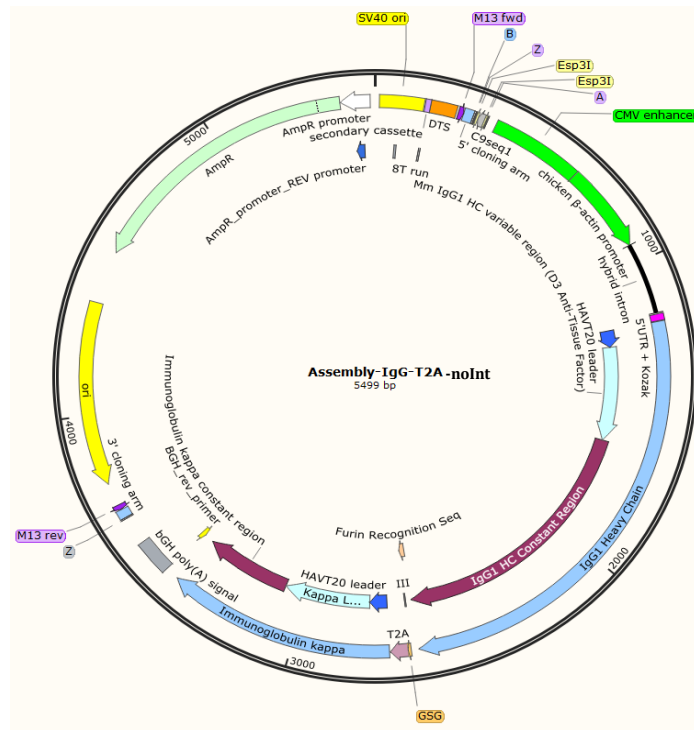 SV40 ori
M13 fwd
B
Z
Esp3I
Esp3I
A
CMV enhancer
5000
AmpR promoter
AmpR
secondary cassette
DTS
C9seq1
5' cloning arm
AmpR_promoter_REV promoter
8T run
Mm IgG1 HC variable region (D3 Anti-Tissue Factor)
chicken β-actin promoter
1000
hybrid intron
HAVT20 leader
5'UTR + Kozak
Assembly-IgG-T2A-noInt
5499 bp
ori
4000
3' cloning arm
M13 rev
Z
Immunoglobulin kappa constant region
BGH_rev_primer
bGH poly(A) signal
Furin Recognition Seq
HAVT20 leader
III
Kappa L...
IgG1 HC Constant Region
IgG1 Heavy Chain
2000
T2A
Immunoglobulin kappa
3000
GSG